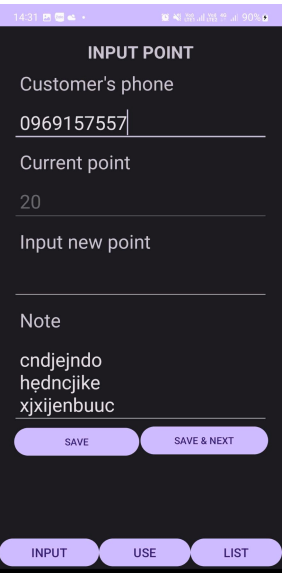 14:31
90%
INPUT POINT
Customer's phone
0969157557
Current point
20
Input new point
Note
cndjejndo
hẹdncjike
xjxijenbuuc
SAVE
SAVE & NEXT
INPUT
USE
LIST